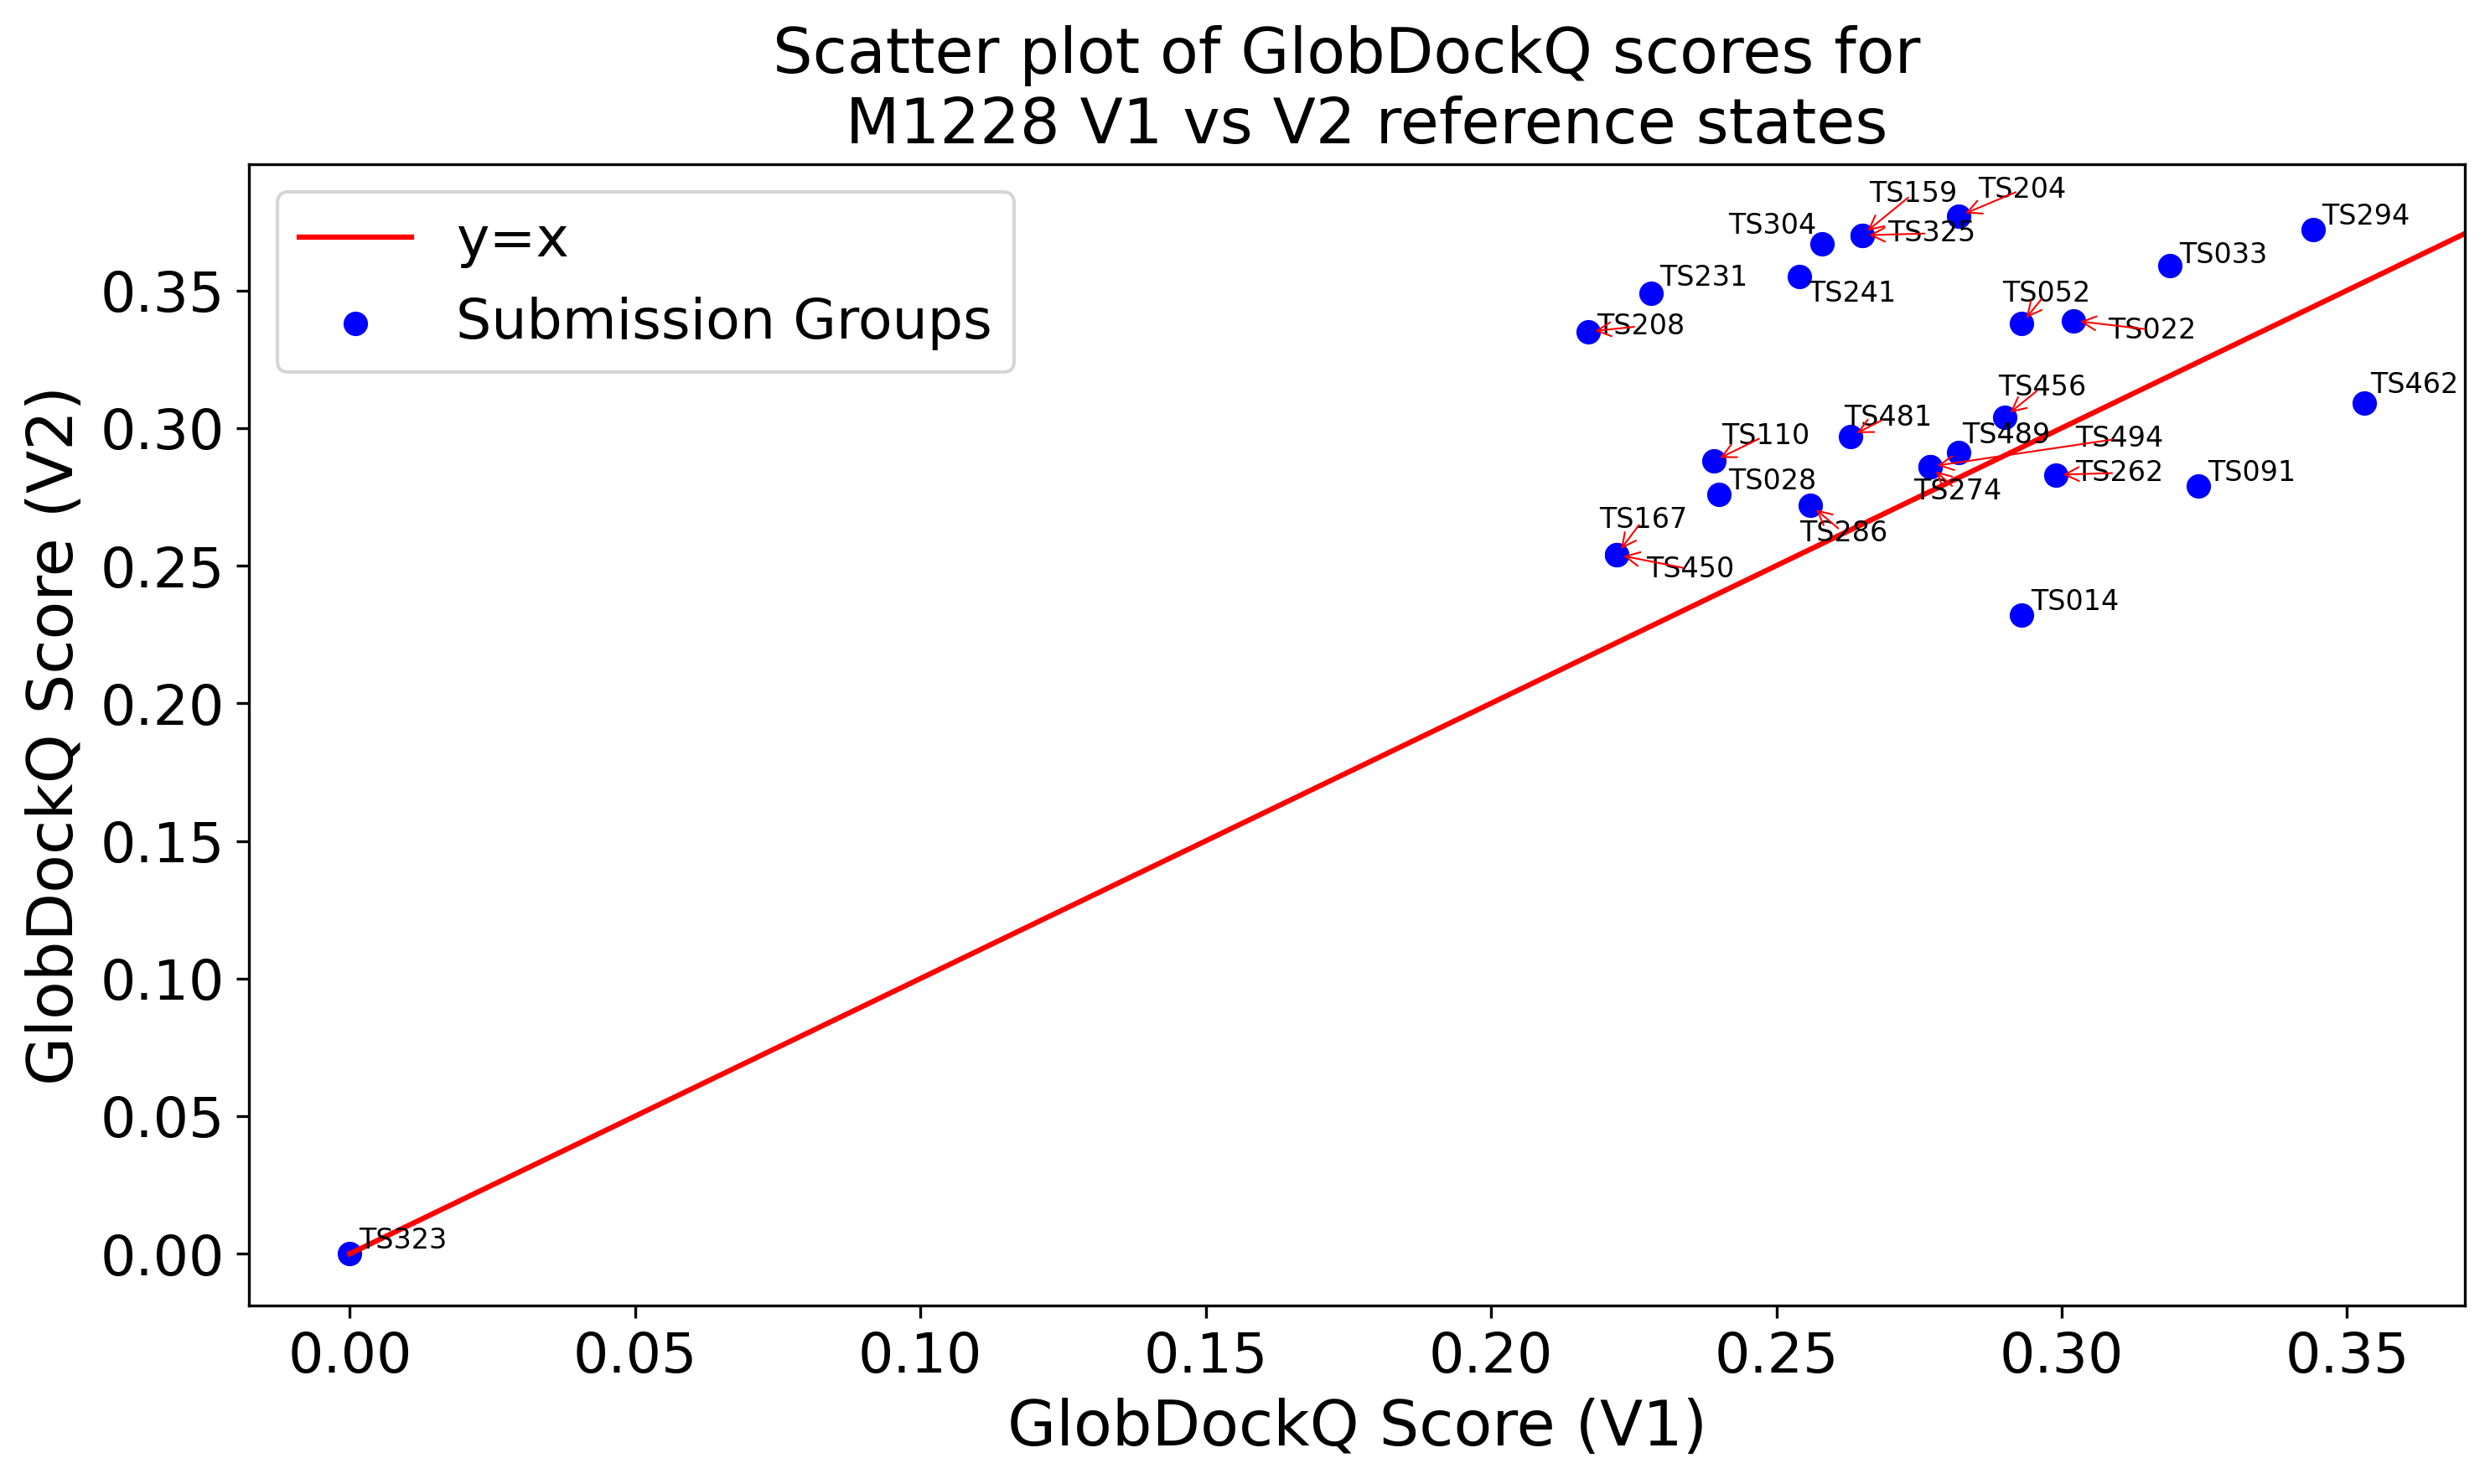 Scatter plot of GlobDockQ scores for
M1228 V1 vs V2 reference states
y=x
Submission Groups
GlobDockQ Score (V2)
0.35
0.30
0.25
0.20
0.15
0.10
0.05
0.00
TS159
TS204
TS304
TS325
TS294
TS033
TS231
TS241
TS052
TS208
TS022
TS456
TS462
TS481
TS110
TS489
TS494
TS028
TS274
TS262
TS091
TS167
TS286
TS450
TS014
TS323
0.00
0.05
0.10
0.15
0.20
0.25
0.30
0.35
GlobDockQ Score (V1)